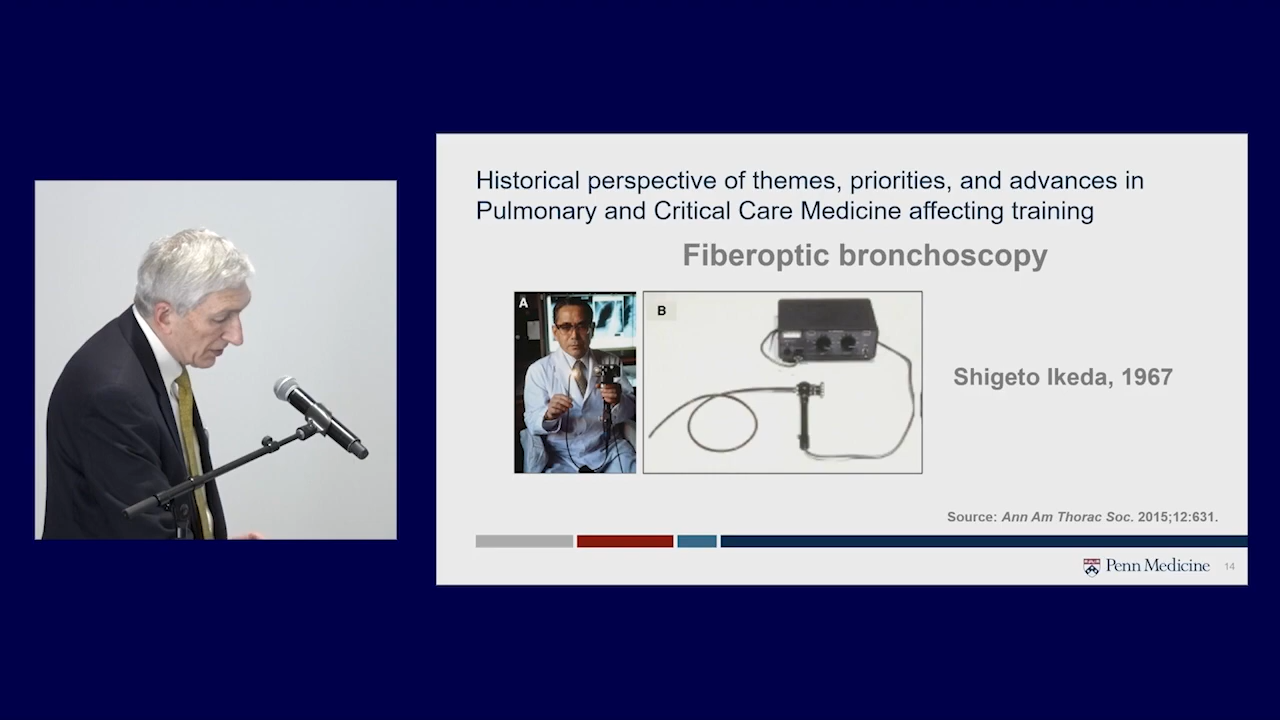 Historical perspective of themes, priorities, and advances in
Pulmonary and Critical Care Medicine affecting training
Fiberoptic bronchoscopy
A
B
Shigeto Ikeda, 1967
Source: Ann Am Thorac Soc. 2015;12:631.
Penn Medicine
14